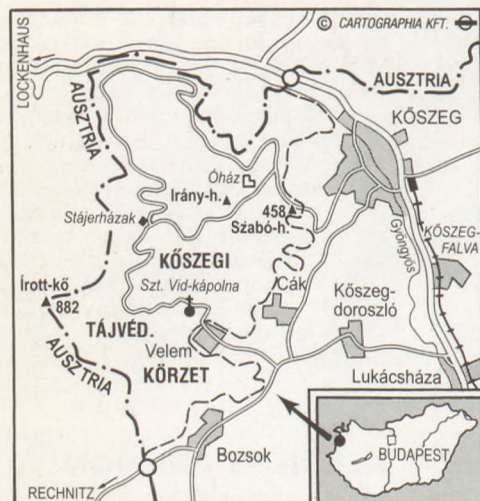 © CARTOGRAPHIA KFT.
LOCKENHAUS
AUSZTRIA
AUSZTRIA
KŐSZEG
Óház
Irány-h.
458
Szabó-h.
Stájerházak
Gyöngyös
KŐSZEG-
FALVA
KŐSZEGI
Szt. Vid-kápolna
Cák
Kőszeg-
doroszló
Írott-kő
882
TÁJVÉD.
Velem
KÖRZET
AUSZTRIA
Lukácsháza
Bozsok
BUDAPEST
RECHNITZ